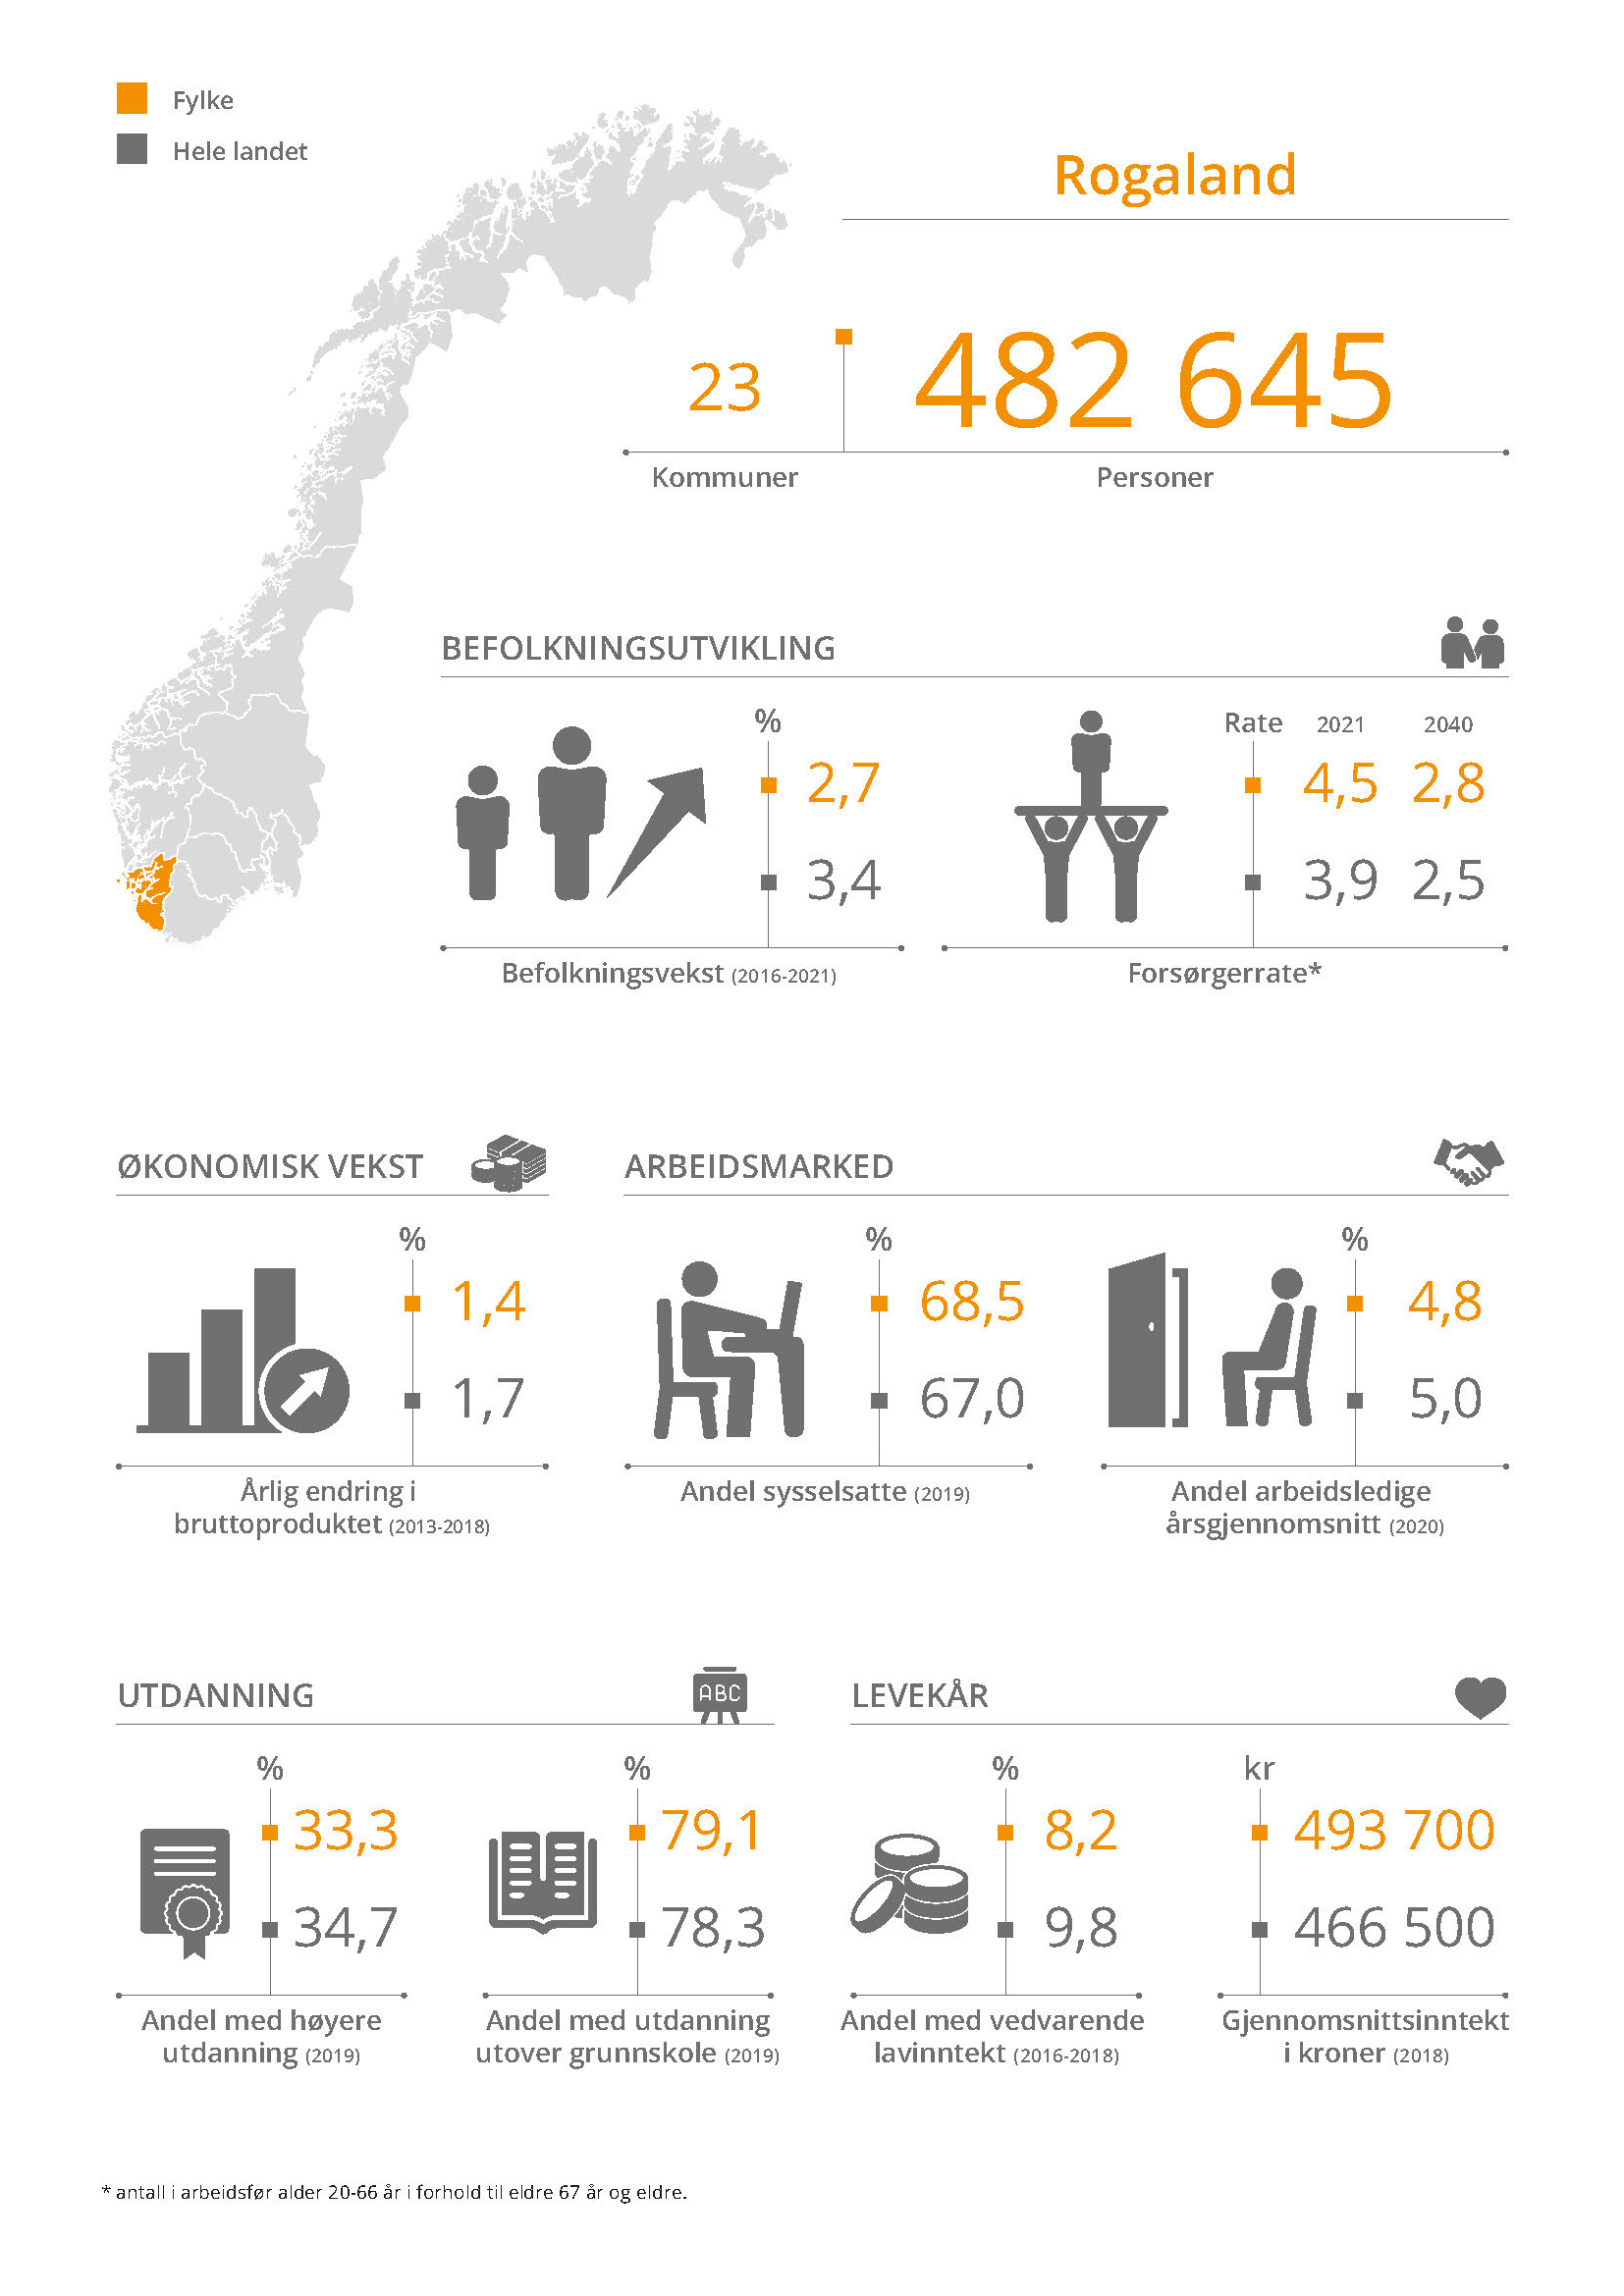 Fylke
Hele landet
Rogaland
23
482 645
Kommuner
Personer
BEFOLKNINGSUTVIKLING
%
2,7
3,4
Befolkningsvekst (2016-2021)
Rate 2021 2040
4,5 2,8
3,9 2,5
Forsørgerrate*
ØKONOMISK VEKST
%
1,4
1,7
Årlig endring i
bruttoproduktet (2013-2018)
ARBEIDSMARKED
%
68,5
67,0
Andel sysselsatte (2019)
%
4,8
5,0
Andel arbeidsledige
årsgjennomsnitt (2020)
UTDANNING
ABC
%
33,3
34,7
Andel med høyere
utdanning (2019)
%
79,1
78,3
Andel med utdanning
utover grunnskole (2019)
LEVEKÅR
%
8,2
9,8
Andel med vedvarende
lavinntekt (2016-2018)
kr
493 700
466 500
Gjennomsnittsinntekt
i kroner (2018)
* antall i arbeidsfør alder 20-66 år i forhold til eldre 67 år og eldre.